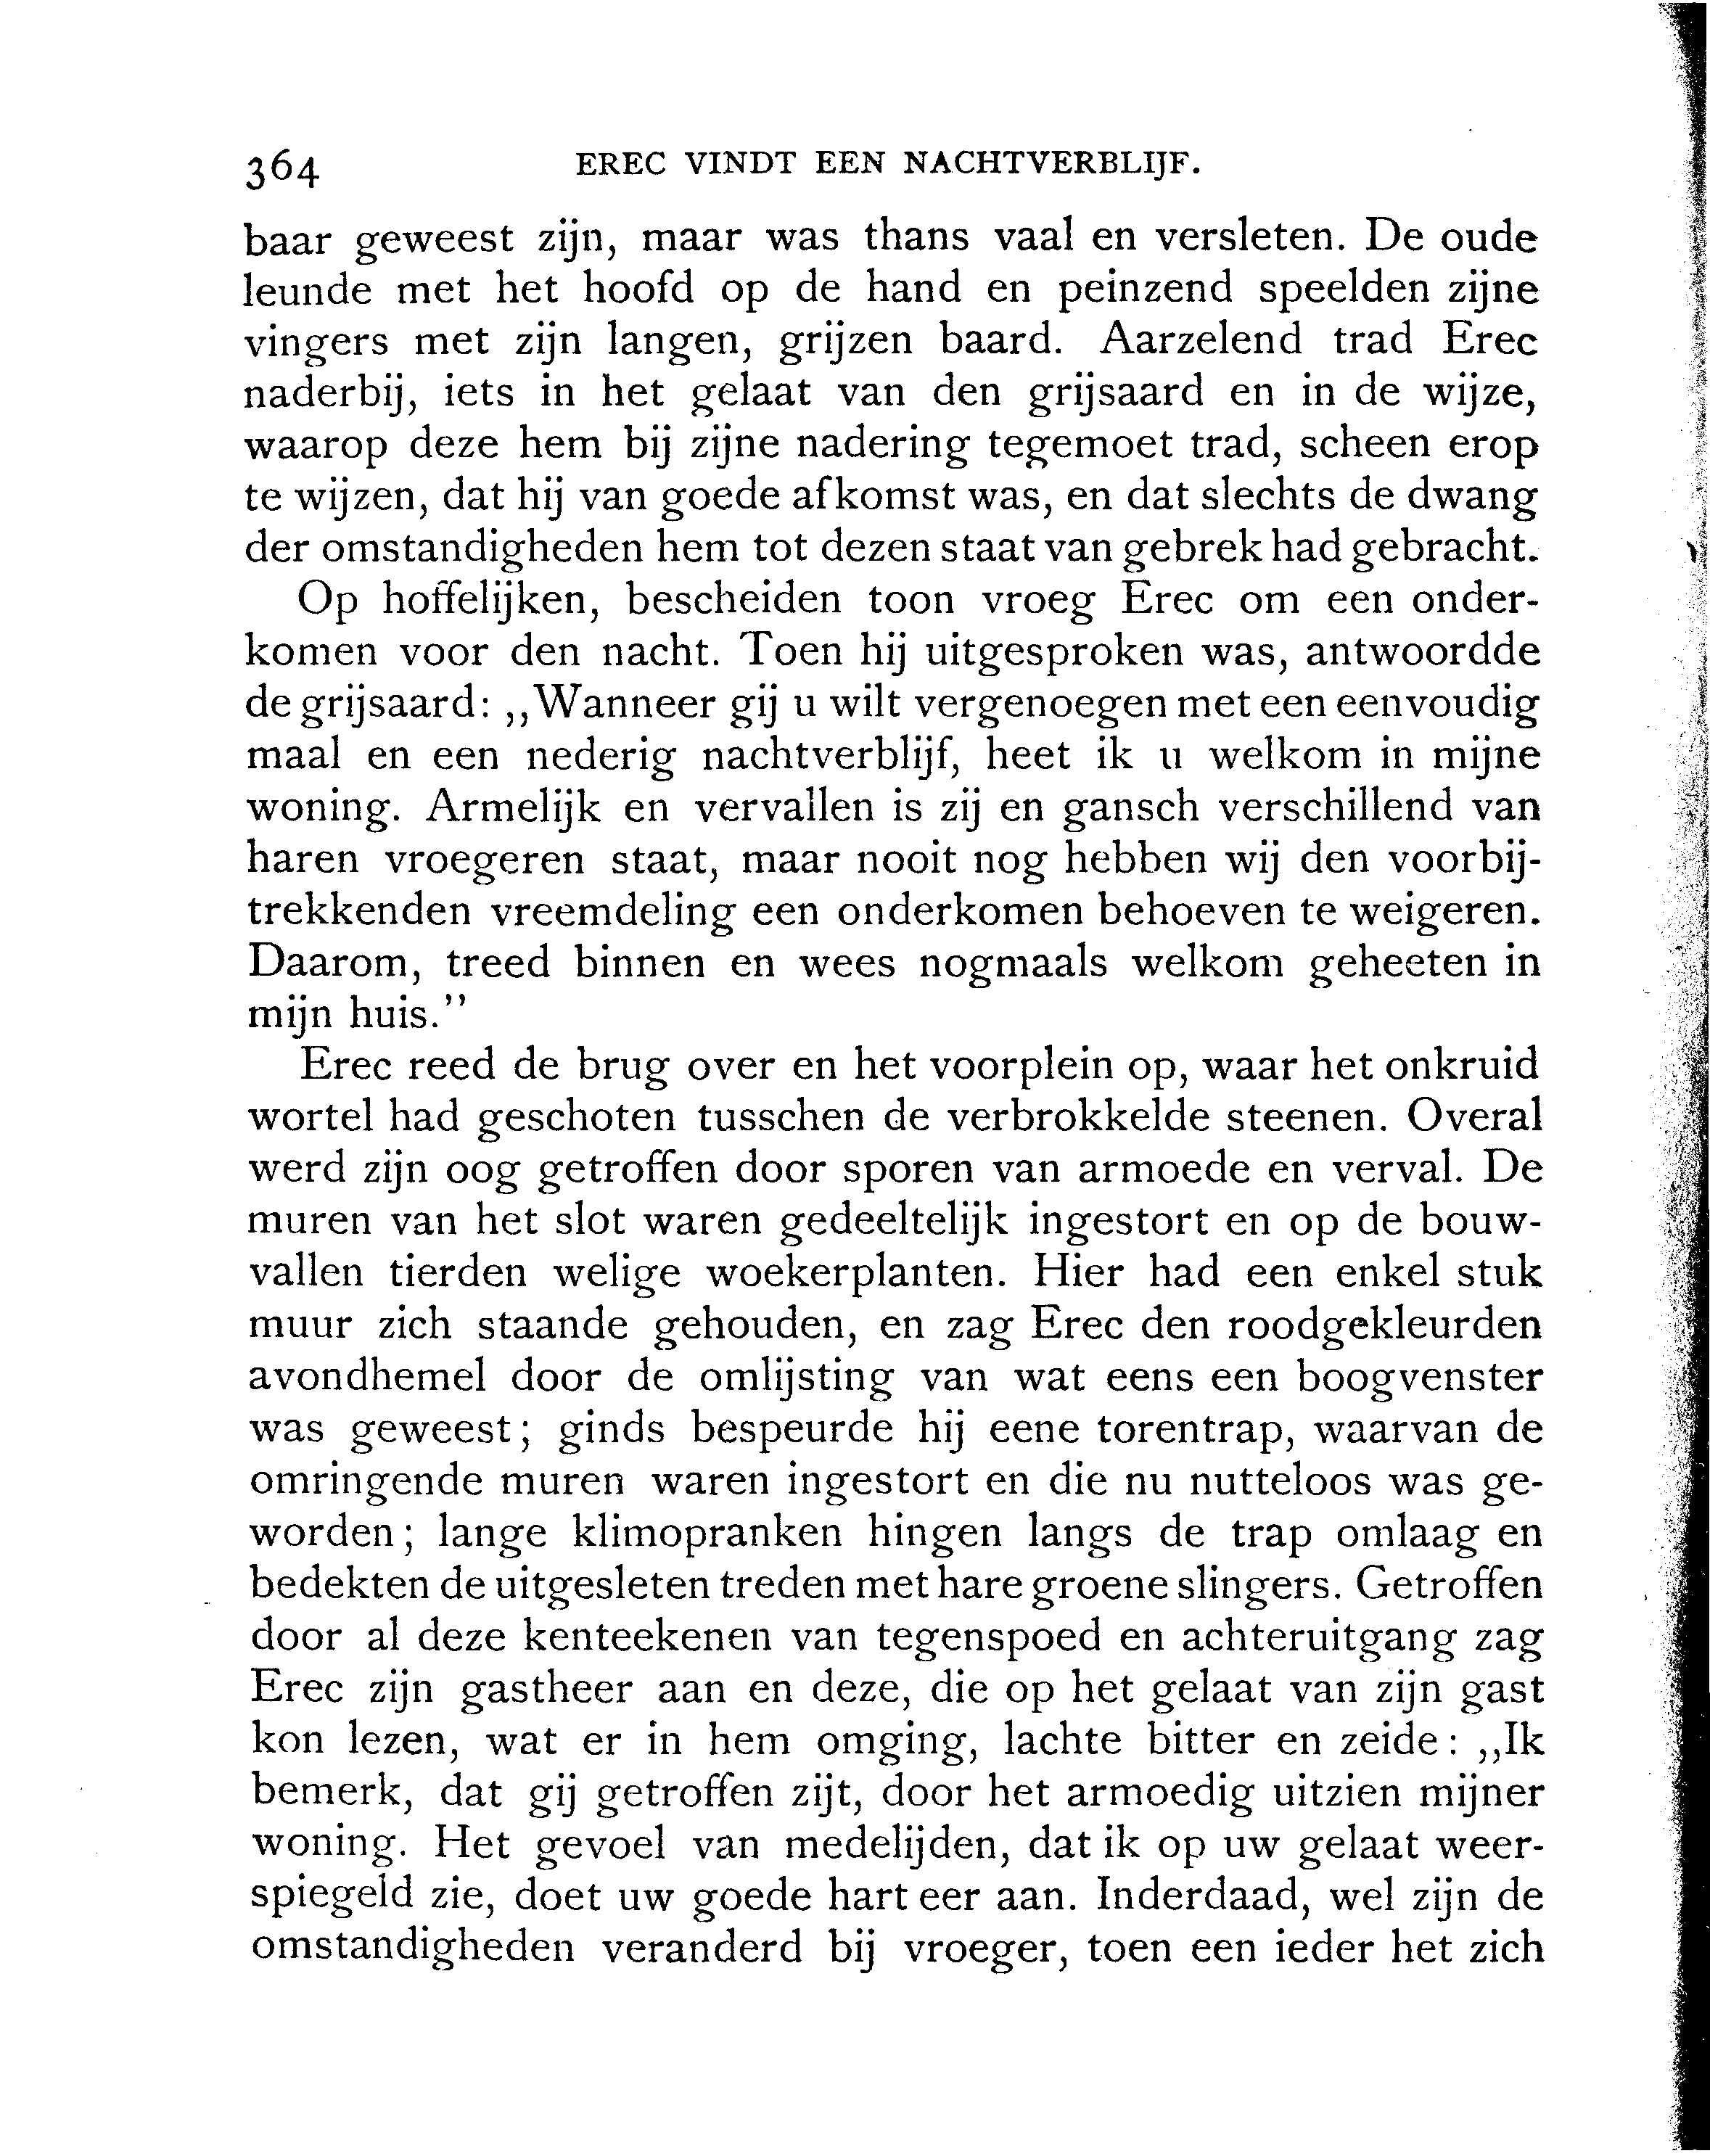 364 EREC VINDT EEN NACHTVERBLIJF.
baar geweest zijn, maar was thans vaal en versleten. De oude
leunde met het hoofd op de hand en peinzend speelden zijne
vingers met zijn langen, grijzen baard. Aarzelend trad Erec
naderbij, iets in het gelaat van den grijsaard en in de wijze,
waarop deze hem bij zijne nadering tegemoet trad, scheen erop
te wijzen, dat hij van goede afkomst was, en dat slechts de dwang
der omstandigheden hem tot dezen staat van gebrek had gebracht.
Op hoffelijken, bescheiden toon vroeg Erec om een onder-
komen voor den nacht. Toen hij uitgesproken was, antwoordde
de grijsaard: ,,Wanneer gij u wilt vergenoegen met een eenvoudig
maal en een nederig nachtverblijf, heet ik u welkom in mijne
woning. Armelijk en vervallen is zij en gansch verschillend van
haren vroegeren staat, maar nooit nog hebben wij den voorbij-
trekkenden vreemdeling een onderkomen behoeven te weigeren.
Daarom, treed binnen en wees nogmaals welkom geheeten in
mijn huis.''
Erec reed de brug over en het voorplein op, waar het onkruid
wortel had geschoten tusschen de verbrokkelde steenen. Overal
werd zijn oog getroffen door sporen van armoede en verval. De
muren van het slot waren gedeeltelijk ingestort en op de bouw-
vallen tierden welige woekerplanten. Hier had een enkel stuk
muur zich staande gehouden, en zag Erec den roodgekleurden
avondhemel door de omlijsting van wat eens een boogvenster
was geweest; ginds bespeurde hij eene torentrap, waarvan de
omringende muren waren ingestort en die nu nutteloos was ge-
worden; lange klimopranken hingen langs de trap omlaag en
bedekten de uitgesleten treden met hare groene slingers. Getroffen
door al deze kenteekenen van tegenspoed en achteruitgang zag
Erec zijn gastheer aan en deze, die op het gelaat van zijn gast
kon lezen, wat er in hem omging, lachte bitter en zeide: ,,Ik
bemerk, dat gij getroffen zijt, door het armoedig uitzien mijner
woning. Het gevoel van medelijden, dat ik op uw gelaat weer-
spiegeld zie, doet uw goede hart eer aan. Inderdaad, wel zijn de
omstandigheden veranderd bij vroeger, toen een ieder het zich